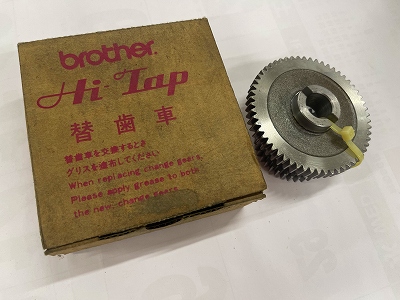 brother.
Hi-Tap
替歯車
替歯車を交換するとき
グリスを塗布してください
When replacing change gears,
Please apply grease to both
the new, change gears